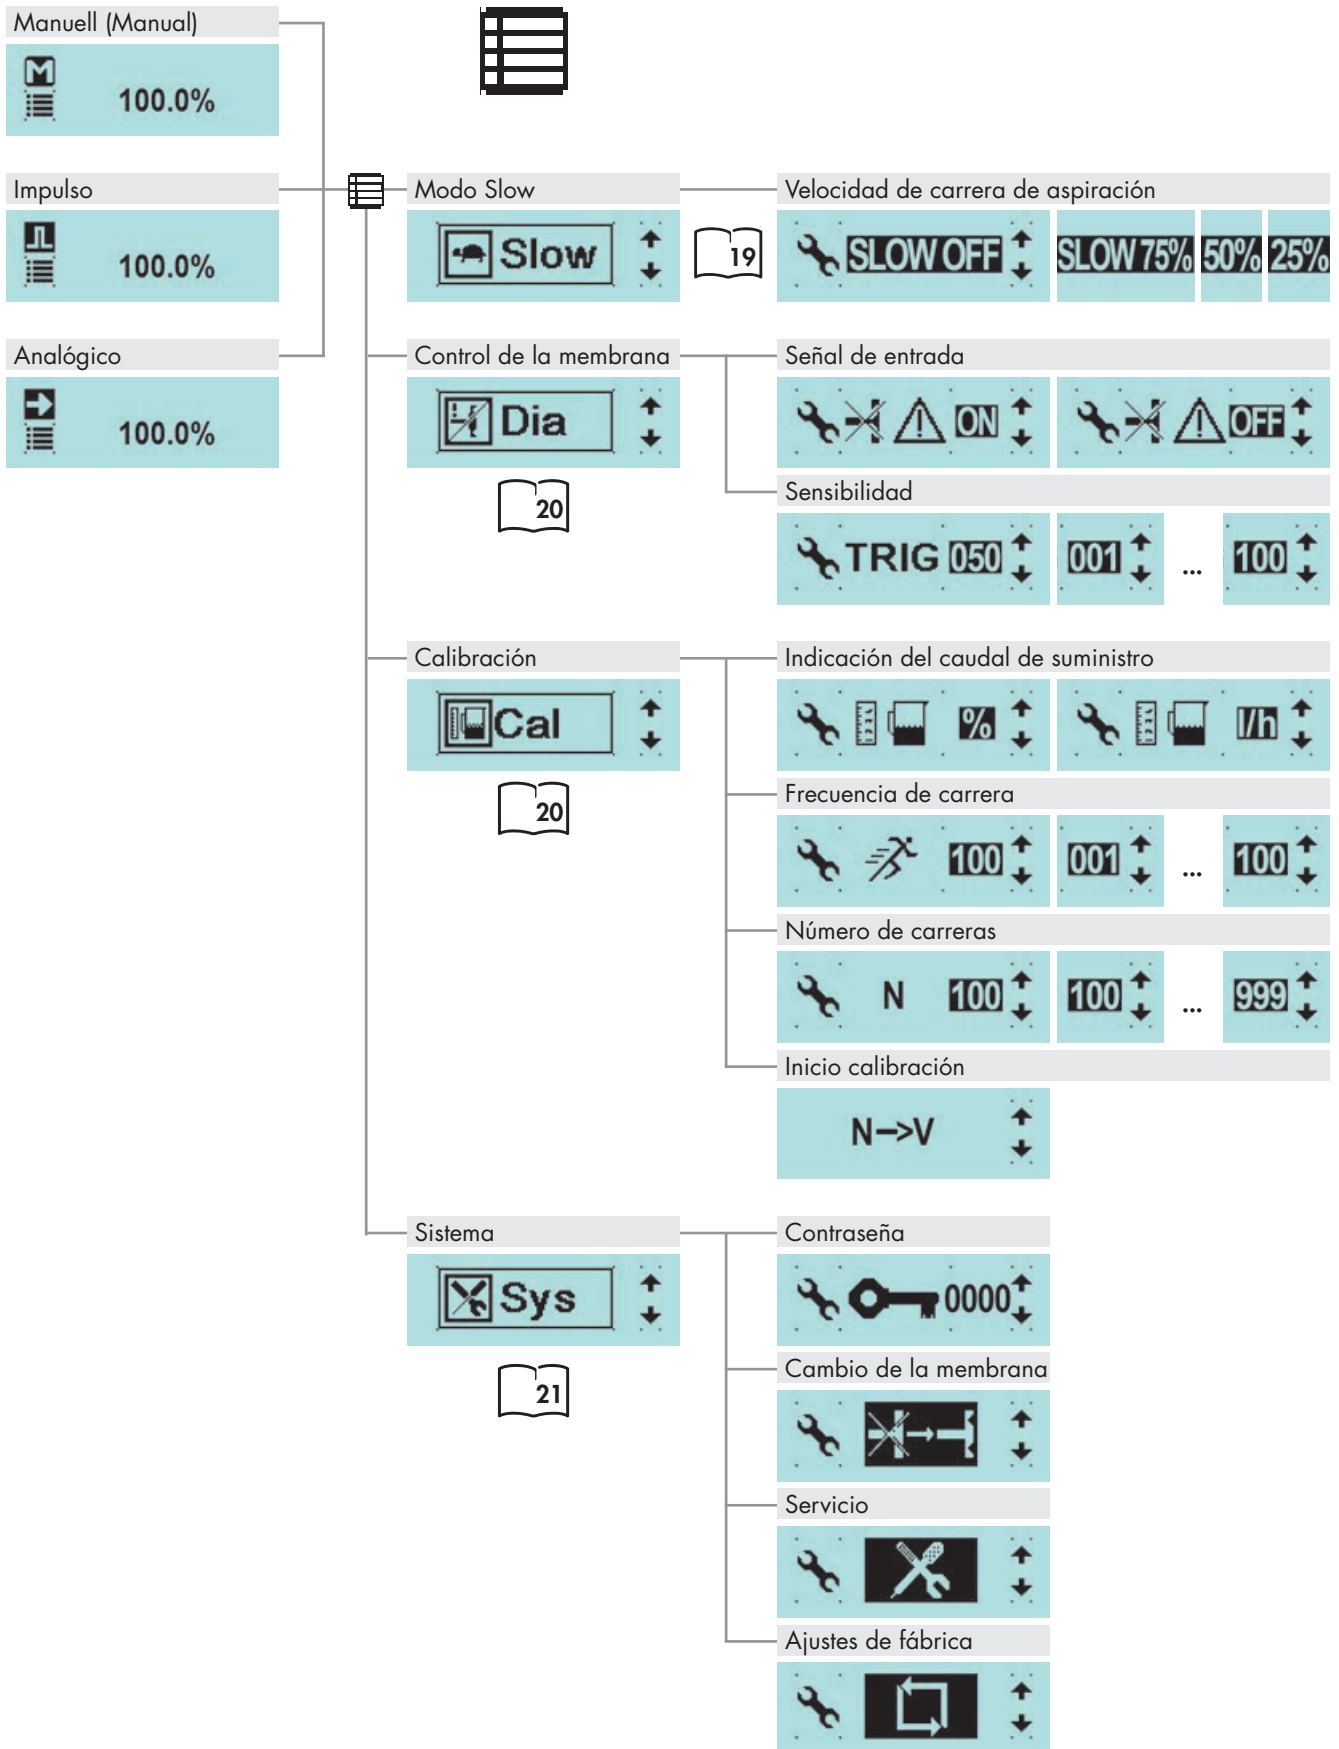 Manuell (Manual)
M
100.0%
Impulso
100.0%
Analógico
100.0%
Modo Slow
Slow
19
Velocidad de carrera de aspiración
SLOW OFF
SLOW 75%
50%
25%
Control de la membrana
Dia
20
Señal de entrada
ON
OFF
Sensibilidad
TRIG 050
001
...
100
Calibración
Cal
20
Indicación del caudal de suministro
%
l/h
Frecuencia de carrera
100
001
...
100
Número de carreras
N 100
100
...
999
Inicio calibración
N–>V
Sistema
Sys
21
Contraseña
0000
Cambio de la membrana
Servicio
Ajustes de fábrica